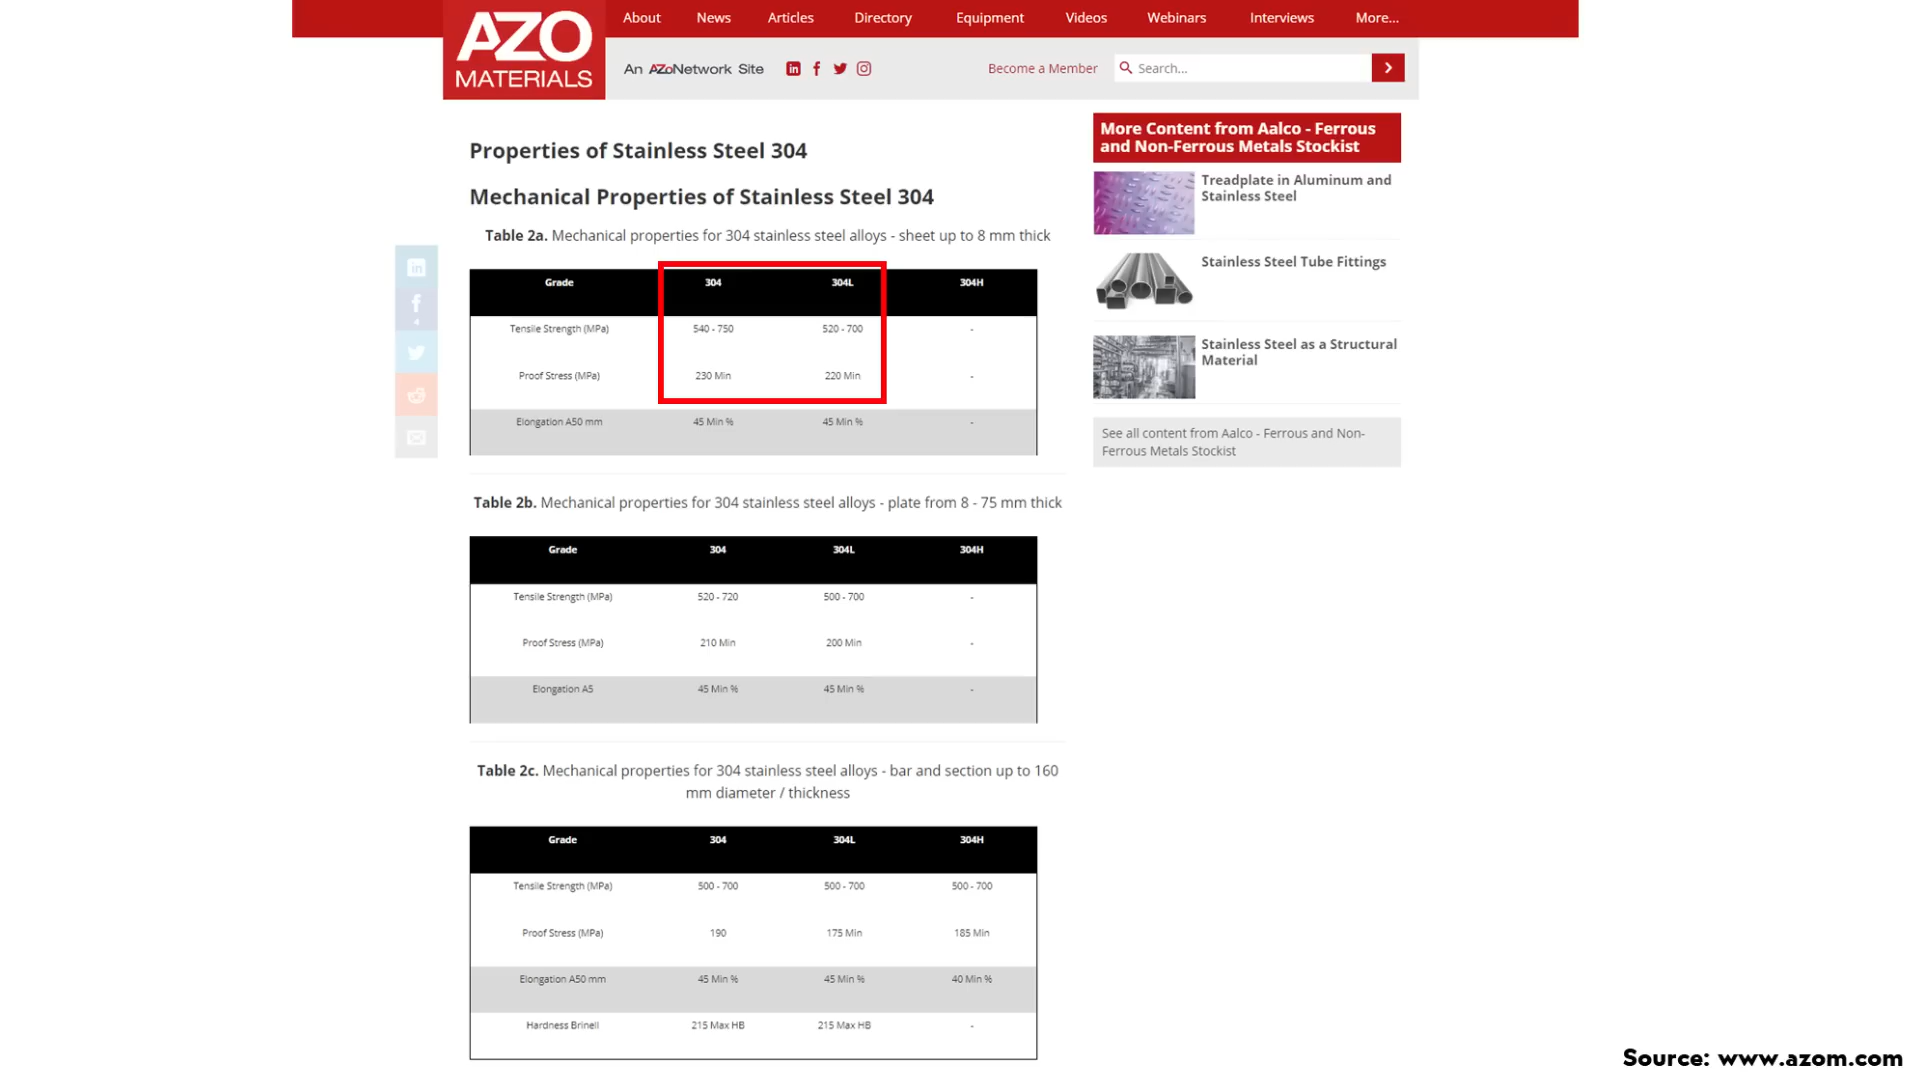 About News Articles Directory Equipment Videos Webinars Interviews More...
AZO
MATERIALS
An AZoNetwork Site
Become a Member
Search...
Properties of Stainless Steel 304
Mechanical Properties of Stainless Steel 304
Table 2a. Mechanical properties for 304 stainless steel alloys - sheet up to 8 mm thick
Grade 304 304L 304H
Tensile Strength (MPa) 540 - 750 520 - 700 -
Proof Stress (MPa) 230 Min 220 Min -
Elongation A50 mm 45 Min % 45 Min % -
Table 2b. Mechanical properties for 304 stainless steel alloys - plate from 8 - 75 mm thick
Grade 304 304L 304H
Tensile Strength (MPa) 520 - 720 500 - 700 -
Proof Stress (MPa) 210 Min 200 Min -
Elongation A5 45 Min % 45 Min % -
Table 2c. Mechanical properties for 304 stainless steel alloys - bar and section up to 160
mm diameter / thickness
Grade 304 304L 304H
Tensile Strength (MPa) 500 - 700 500 - 700 500 - 700
Proof Stress (MPa) 190 175 Min 185 Min
Elongation A50 mm 45 Min % 45 Min % 40 Min %
Hardness Brinell 215 Max HB 215 Max HB -
More Content from Aalco - Ferrous
and Non-Ferrous Metals Stockist
Treadplate in Aluminum and
Stainless Steel
Stainless Steel Tube Fittings
Stainless Steel as a Structural
Material
See all content from Aalco - Ferrous and Non-
Ferrous Metals Stockist
Source: www.azom.com